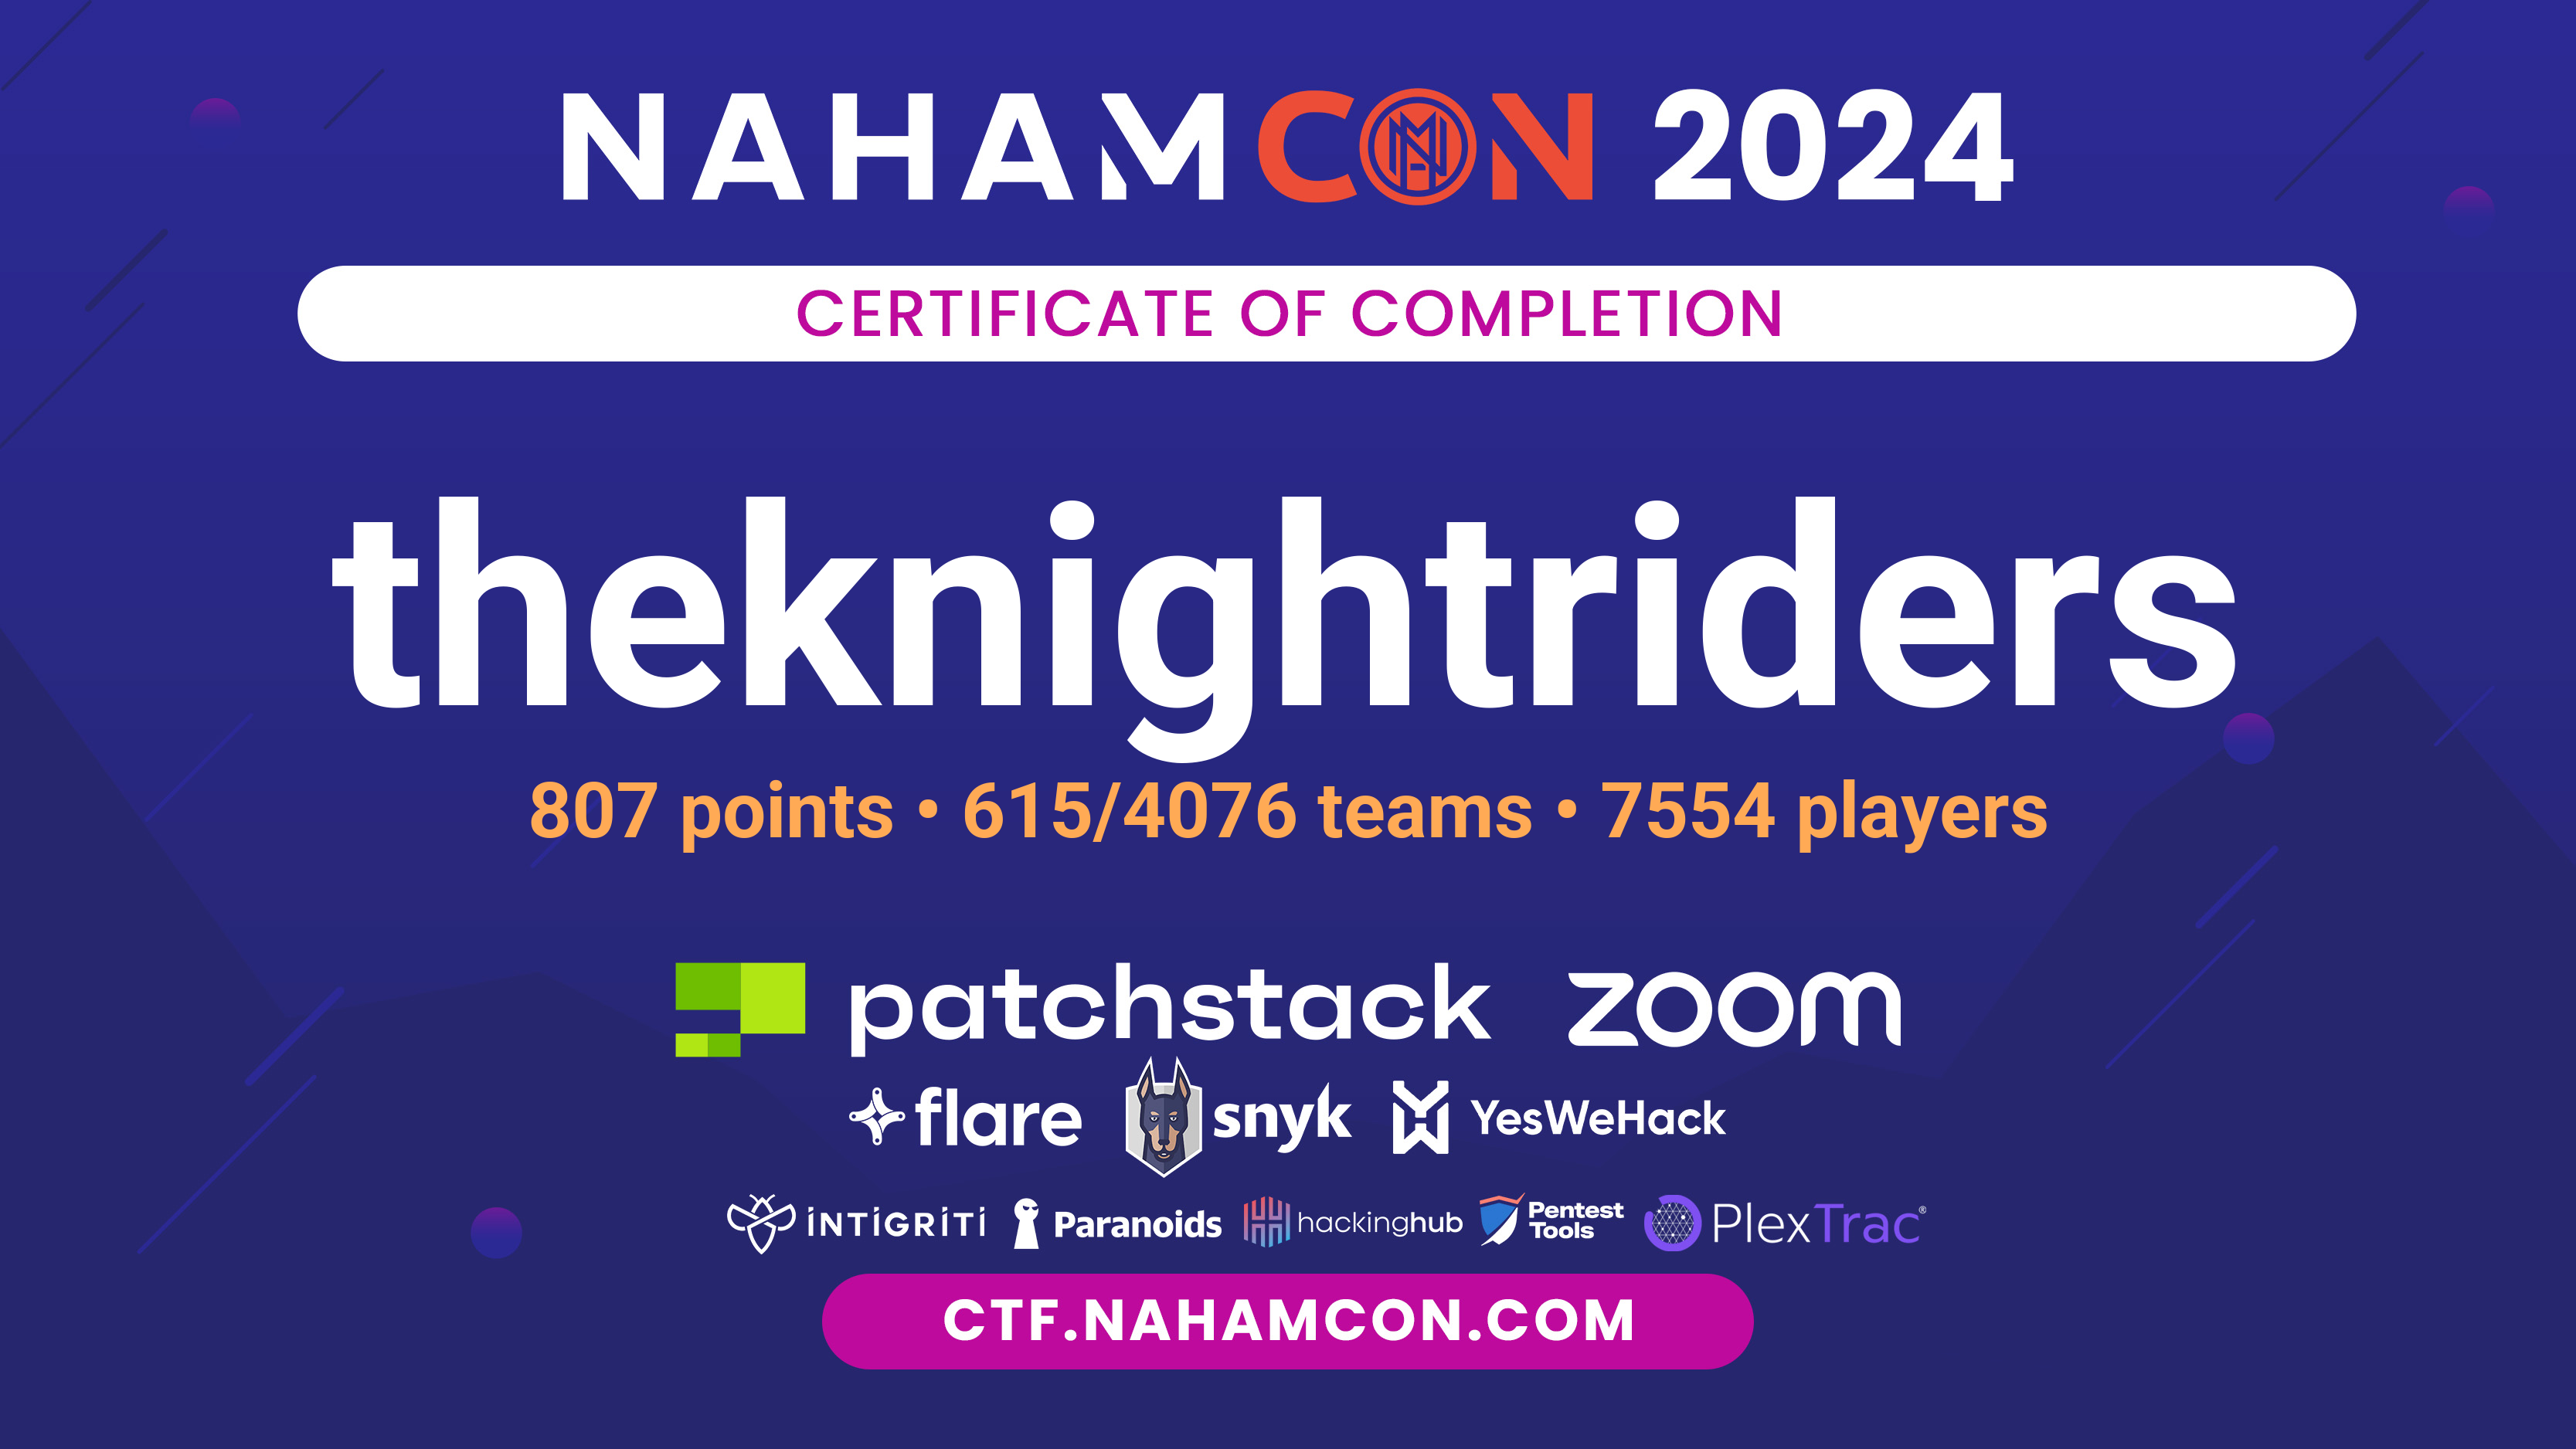 NAHAMCON 2024
CERTIFICATE OF COMPLETION
theknightriders
807 points • 615/4076 teams • 7554 players
patchstack zoom
flare snyk YesWeHack
INTIGRITI Paranoids hackinghub Pentest Tools PlexTrac®
CTF.NAHAMCON.COM